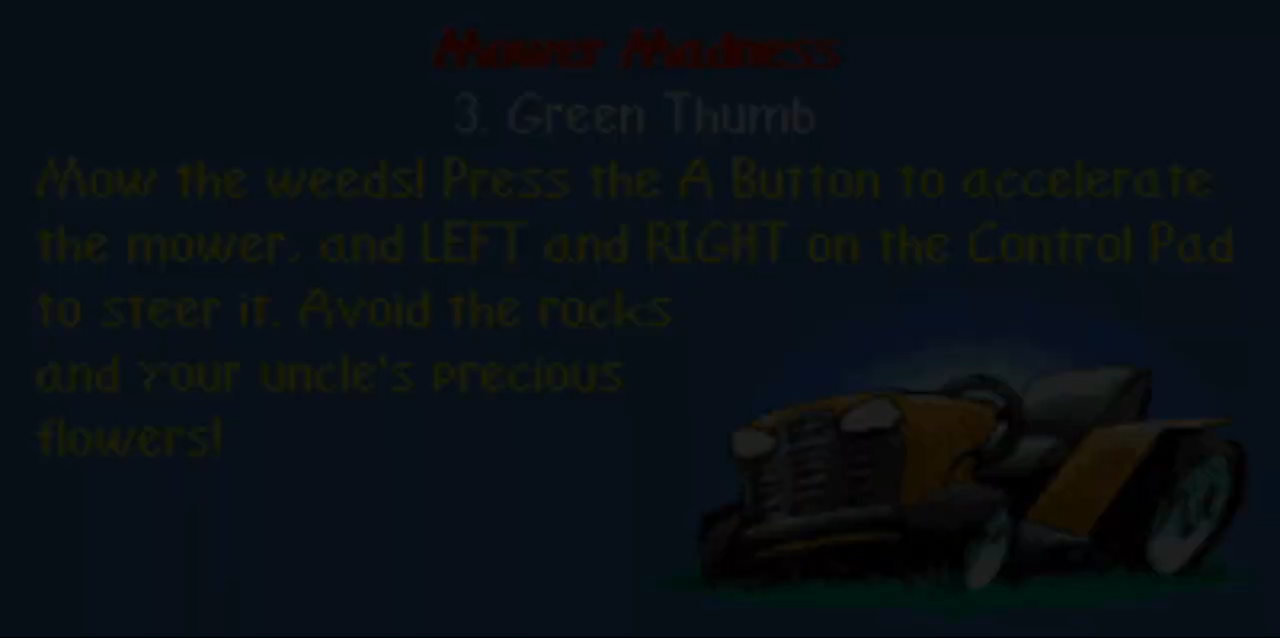 Mower Madness
3. Green Thumb
Mow the weeds! Press the A Button to accelerate
the mower, and LEFT and RIGHT on the Control Pad
to steer it. Avoid the rocks
and your uncle's precious
flowers!